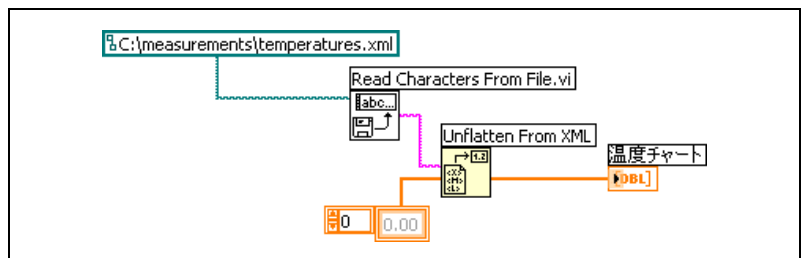 C:\measurements\temperatures.xml
Read Characters From File.vi
abc...
Unflatten From XML
1.2
<X>
<M>
<L>
温度チャート
DBL]
0
0.00